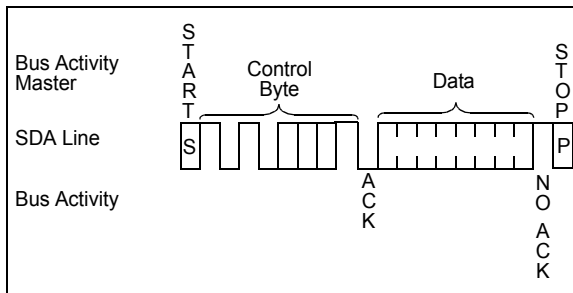 Bus Activity
Master
START
Control
Byte
Data
STOP
SDA Line
S
P
Bus Activity
ACK
NO ACK